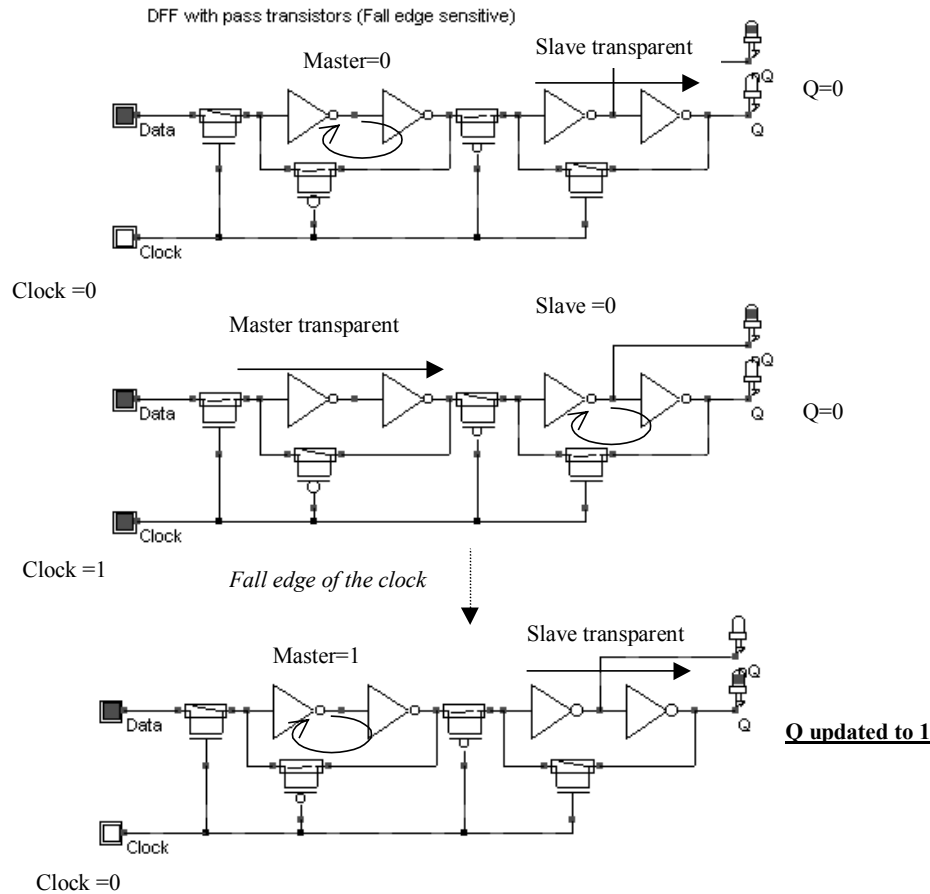 DFF with pass transistors (Fall edge sensitive)
Master=0
Slave transparent
Q
Q=0
Data
Q
Clock
Clock =0
Slave =0
Master transparent
Q
Data
Q
Q=0
Clock
Clock =1
Fall edge of the clock
Slave transparent
Master=1
Q
Data
Q
Q updated to 1
Clock
Clock =0